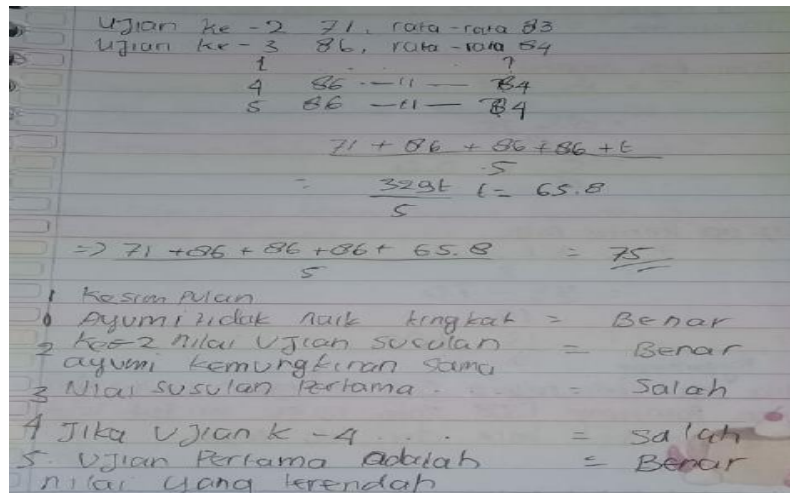 Ujian ke-2 71, rata-rata 83
Ujian ke-3 86, rata-rata 84
1 . . . ?
4 86 -11- 84
5 86 -11- 84
71 + 86 + 86 + 86 + t
5
= 329t t = 65.8
5
=> 71 +86 + 86 +86+ 65.8 = 75
5
Kesimpulan
Ayumi tidak naik tingkat = Benar
2 Ke-2 nilai Ujian susulan = Benar
ayumi kemungkinan sama
3 Nlai susulan Pertama . . . = Salah
4 Jika Ujian k -4 . . . = Salah
5. Ujian Pertama adalah = Benar
nilai yang terendah